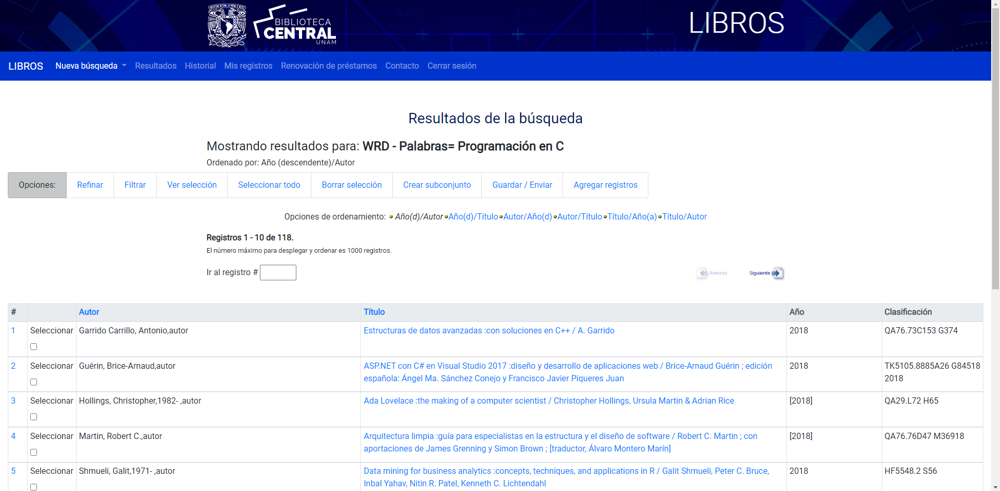 BIBLIOTECA
CENTRAL
UNAM
LIBROS
LIBROS Nueva búsqueda Resultados Historial Mis registros Renovación de préstamos Contacto Cerrar sesión
Resultados de la búsqueda
Mostrando resultados para: WRD - Palabras= Programación en C
Ordenado por: Año (descendente)/Autor
Opciones: Refinar Filtrar Ver selección Seleccionar todo Borrar selección Crear subconjunto Guardar / Enviar Agregar registros
Opciones de ordenamiento: Año(d)/Autor Año(d)/Título Autor/Año(d) Autor/Título Título/Año(a) Título/Autor
Registros 1 - 10 de 118.
El número máximo para desplegar y ordenar es 1000 registros.
Ir al registro # Anterior Siguiente
# Autor Título Año Clasificación
1 Seleccionar Garrido Carrillo, Antonio,autor Estructuras de datos avanzadas :con soluciones en C++ / A. Garrido 2018 QA76.73C153 G374
2 Seleccionar Guérin, Brice-Arnaud,autor ASP.NET con C# en Visual Studio 2017 :diseño y desarrollo de aplicaciones web / Brice-Arnaud Guérin ; edición 2018 TK5105.8885A26 G84518
española: Ángel Ma. Sánchez Conejo y Francisco Javier Piqueres Juan 2018
3 Seleccionar Hollings, Christopher,1982- ,autor Ada Lovelace :the making of a computer scientist / Christopher Hollings, Ursula Martin & Adrian Rice [2018] QA29.L72 H65
4 Seleccionar Martin, Robert C.,autor Arquitectura limpia :guía para especialistas en la estructura y el diseño de software / Robert C. Martin ; con [2018] QA76.76D47 M36918
aportaciones de James Grenning y Simon Brown ; [traductor, Álvaro Montero Marín]
5 Seleccionar Shmueli, Galit,1971- ,autor Data mining for business analytics :concepts, techniques, and applications in R / Galit Shmueli, Peter C. Bruce, 2018 HF5548.2 S56
Inbal Yahav, Nitin R. Patel, Kenneth C. Lichtendahl